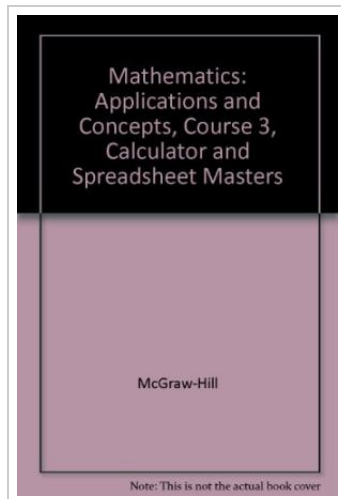 Mathematics:
Applications and
Concepts, Course 3,
Calculator and
Spreadsheet Masters
McGraw-Hill
Note: This is not the actual book cover